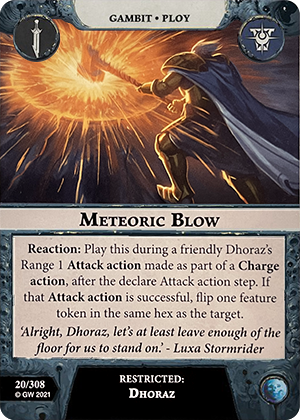 GAMBIT • PLOY
METEORIC BLOW
Reaction: Play this during a friendly Dhoraz's
Range 1 Attack action made as part of a Charge
action, after the declare Attack action step. If
that Attack action is successful, flip one feature
token in the same hex as the target.
'Alright, Dhoraz, let's at least leave enough of the
floor for us to stand on.' - Luxa Stormrider
20/308
© GW 2021
RESTRICTED:
DHORAZ